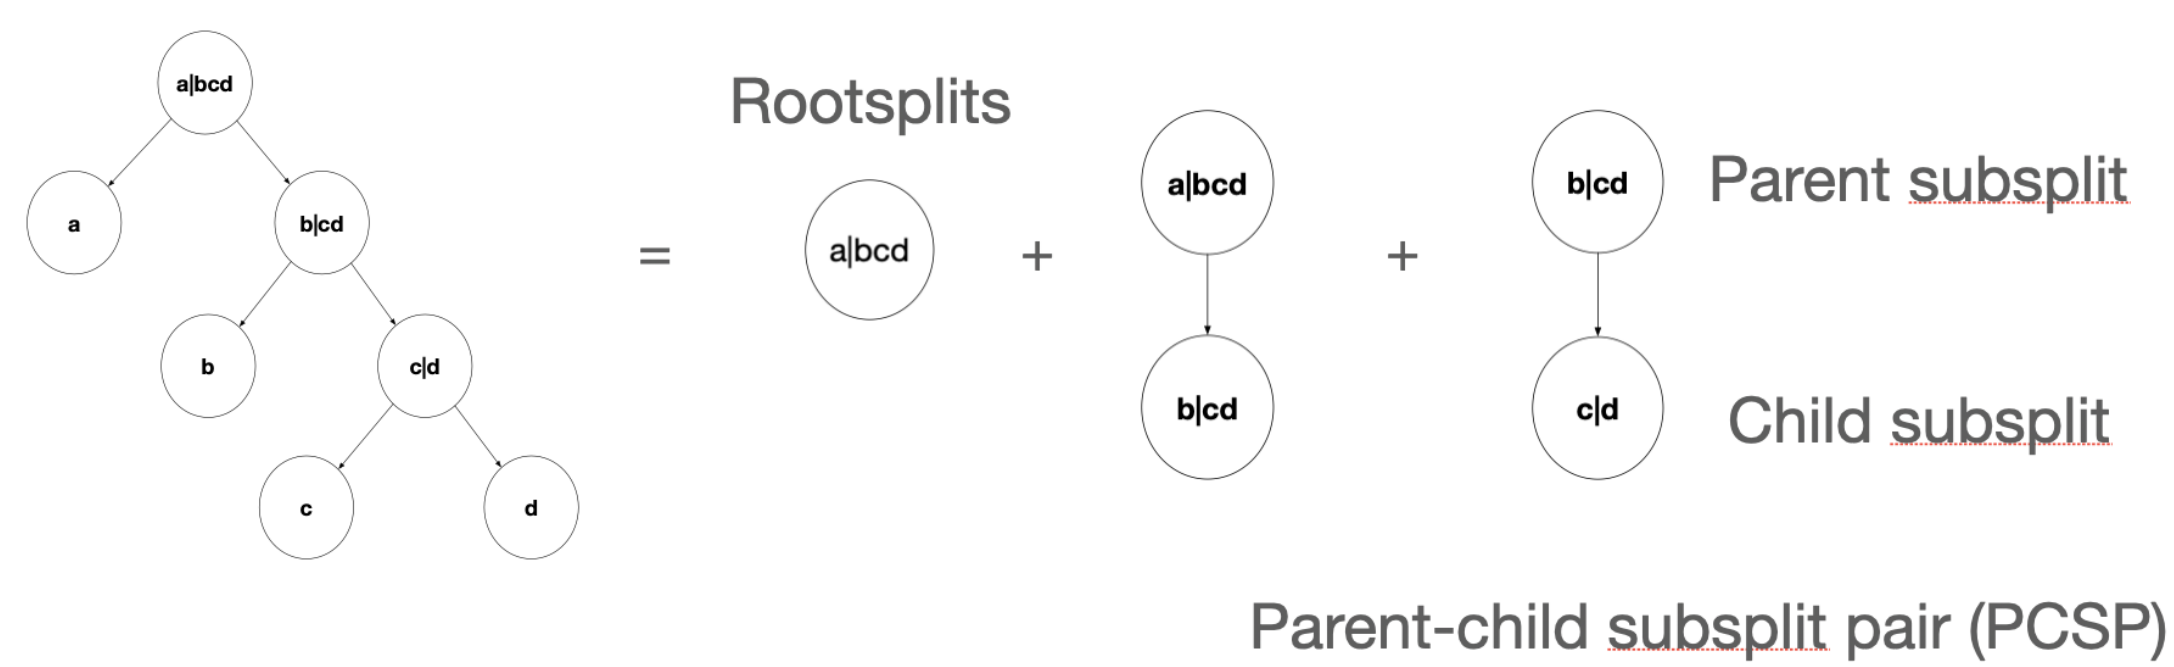 a|bcd
a
b|cd
b
c|d
c
d
=
Rootsplits
a|bcd
+
a|bcd
b|cd
+
b|cd
c|d
Parent subsplit
Child subsplit
Parent-child subsplit pair (PCSP)